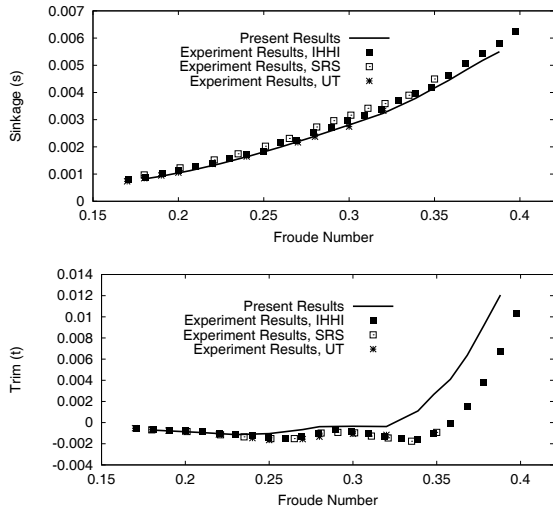 0.007
0.006
0.005
0.004
0.003
0.002
0.001
0
Sinkage (s)
Present Results
Experiment Results, IHHI
Experiment Results, SRS
Experiment Results, UT
0.15 0.2 0.25 0.3 0.35 0.4
Froude Number
0.014
0.012
0.01
0.008
0.006
0.004
0.002
0
-0.002
-0.004
Trim (t)
Present Results
Experiment Results, IHHI
Experiment Results, SRS
Experiment Results, UT
0.15 0.2 0.25 0.3 0.35 0.4
Froude Number